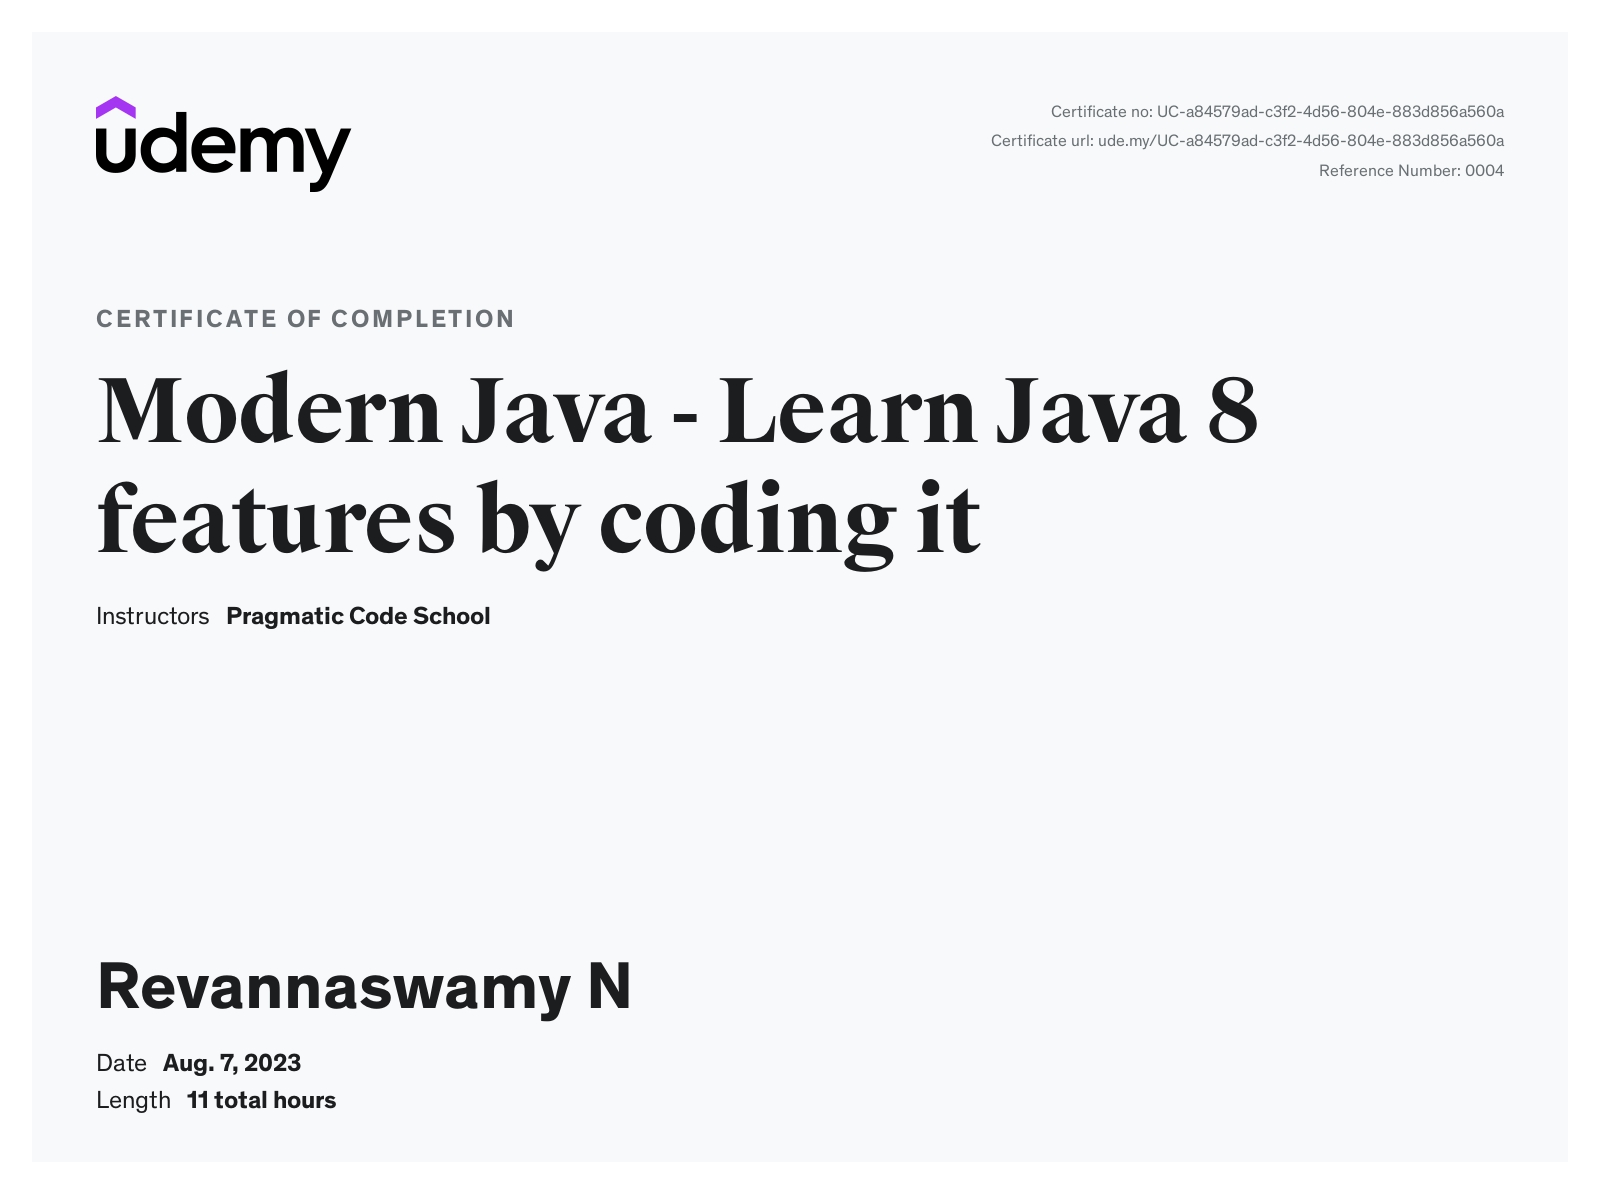 udemy
Certificate no: UC-a84579ad-c3f2-4d56-804e-883d856a560a
Certificate url: ude.my/UC-a84579ad-c3f2-4d56-804e-883d856a560a
Reference Number: 0004
CERTIFICATE OF COMPLETION
Modern Java - Learn Java 8
features by coding it
Instructors Pragmatic Code School
Revannaswamy N
Date Aug. 7, 2023
Length 11 total hours